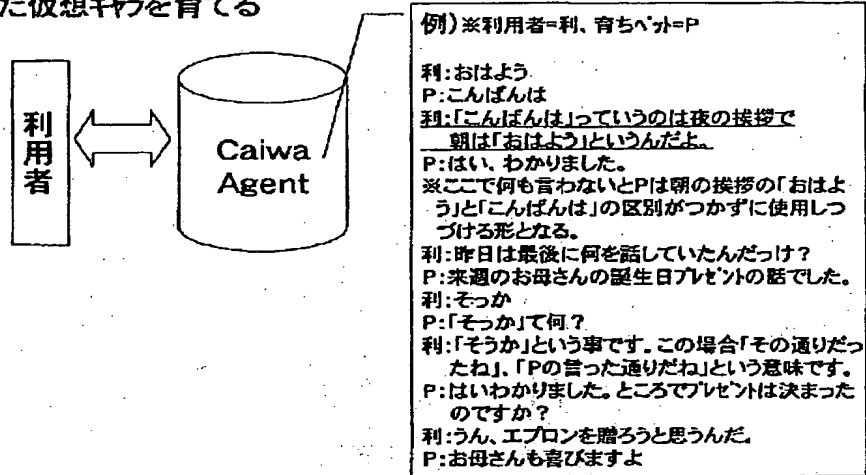 た仮想キャラを育てる
利用者
Caiwa
Agent
例)※利用者=利、育ちペット=P
利:おはよう
P:こんばんは
利:「こんばんは」っていうのは夜の挨拶で
朝は「おはよう」というんだよ。
P:はい、わかりました。
※ここで何も言わないとPは朝の挨拶の「おはよ
う」と「こんばんは」の区別がつかずに使用しつ
づける形となる。
利:昨日は最後に何を話していたんだっけ?
P:来週のお母さんの誕生日プレゼントの話でした。
利:そっか
P:「そっか」て何?
利:「そうか」という事です。この場合「その通りだっ
たね」、「Pの言った通りだね」という意味です。
P:はいわかりました。ところでプレゼントは決まった
のですか?
利:うん、エプロンを贈ろうと思うんだ。
P:お母さんも喜びますよ